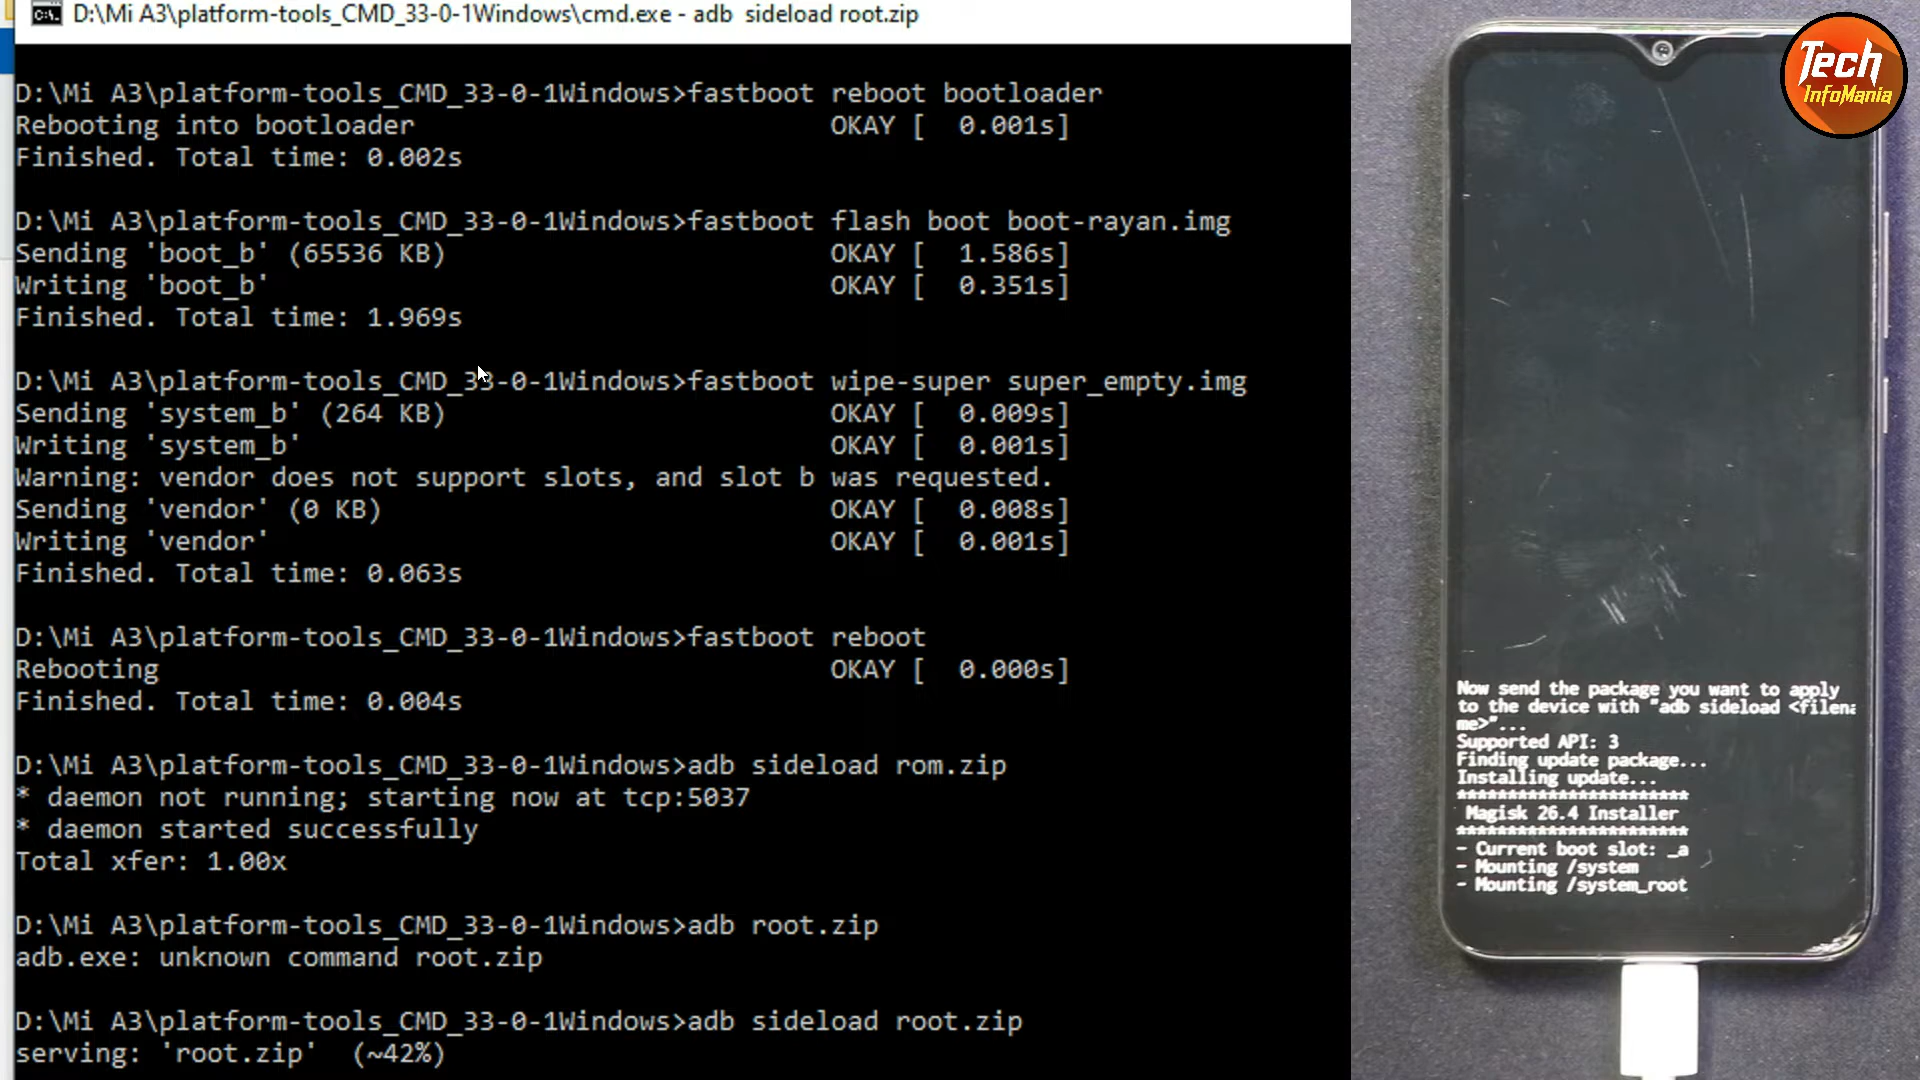 D:\Mi A3\platform-tools_CMD_33-0-1Windows\cmd.exe - adb  sideload root.zip
D:\Mi A3\platform-tools_CMD_33-0-1Windows>fastboot reboot bootloader
Rebooting into bootloader                          OKAY [  0.001s]
Finished. Total time: 0.002s
D:\Mi A3\platform-tools_CMD_33-0-1Windows>fastboot flash boot boot-rayan.img
Sending 'boot_b' (65536 KB)                        OKAY [  1.586s]
Writing 'boot_b'                                   OKAY [  0.351s]
Finished. Total time: 1.969s
D:\Mi A3\platform-tools_CMD_33-0-1Windows>fastboot wipe-super super_empty.img
Sending 'system_b' (264 KB)                        OKAY [  0.009s]
Writing 'system_b'                                 OKAY [  0.001s]
Warning: vendor does not support slots, and slot b was requested.
Sending 'vendor' (0 KB)                            OKAY [  0.008s]
Writing 'vendor'                                   OKAY [  0.001s]
Finished. Total time: 0.063s
D:\Mi A3\platform-tools_CMD_33-0-1Windows>fastboot reboot
Rebooting                                          OKAY [  0.000s]
Finished. Total time: 0.004s
D:\Mi A3\platform-tools_CMD_33-0-1Windows>adb sideload rom.zip
* daemon not running; starting now at tcp:5037
* daemon started successfully
Total xfer: 1.00x
D:\Mi A3\platform-tools_CMD_33-0-1Windows>adb root.zip
adb.exe: unknown command root.zip
D:\Mi A3\platform-tools_CMD_33-0-1Windows>adb sideload root.zip
serving: 'root.zip'  (~42%)
Tech
InfoMania
Now send the package you want to apply
to the device with "adb sideload <filena
me>"...
Supported API: 3
Finding update package...
Installing update...
***********************
Magisk 26.4 Installer
***********************
- Current boot slot: _a
- Mounting /system
- Mounting /system_root